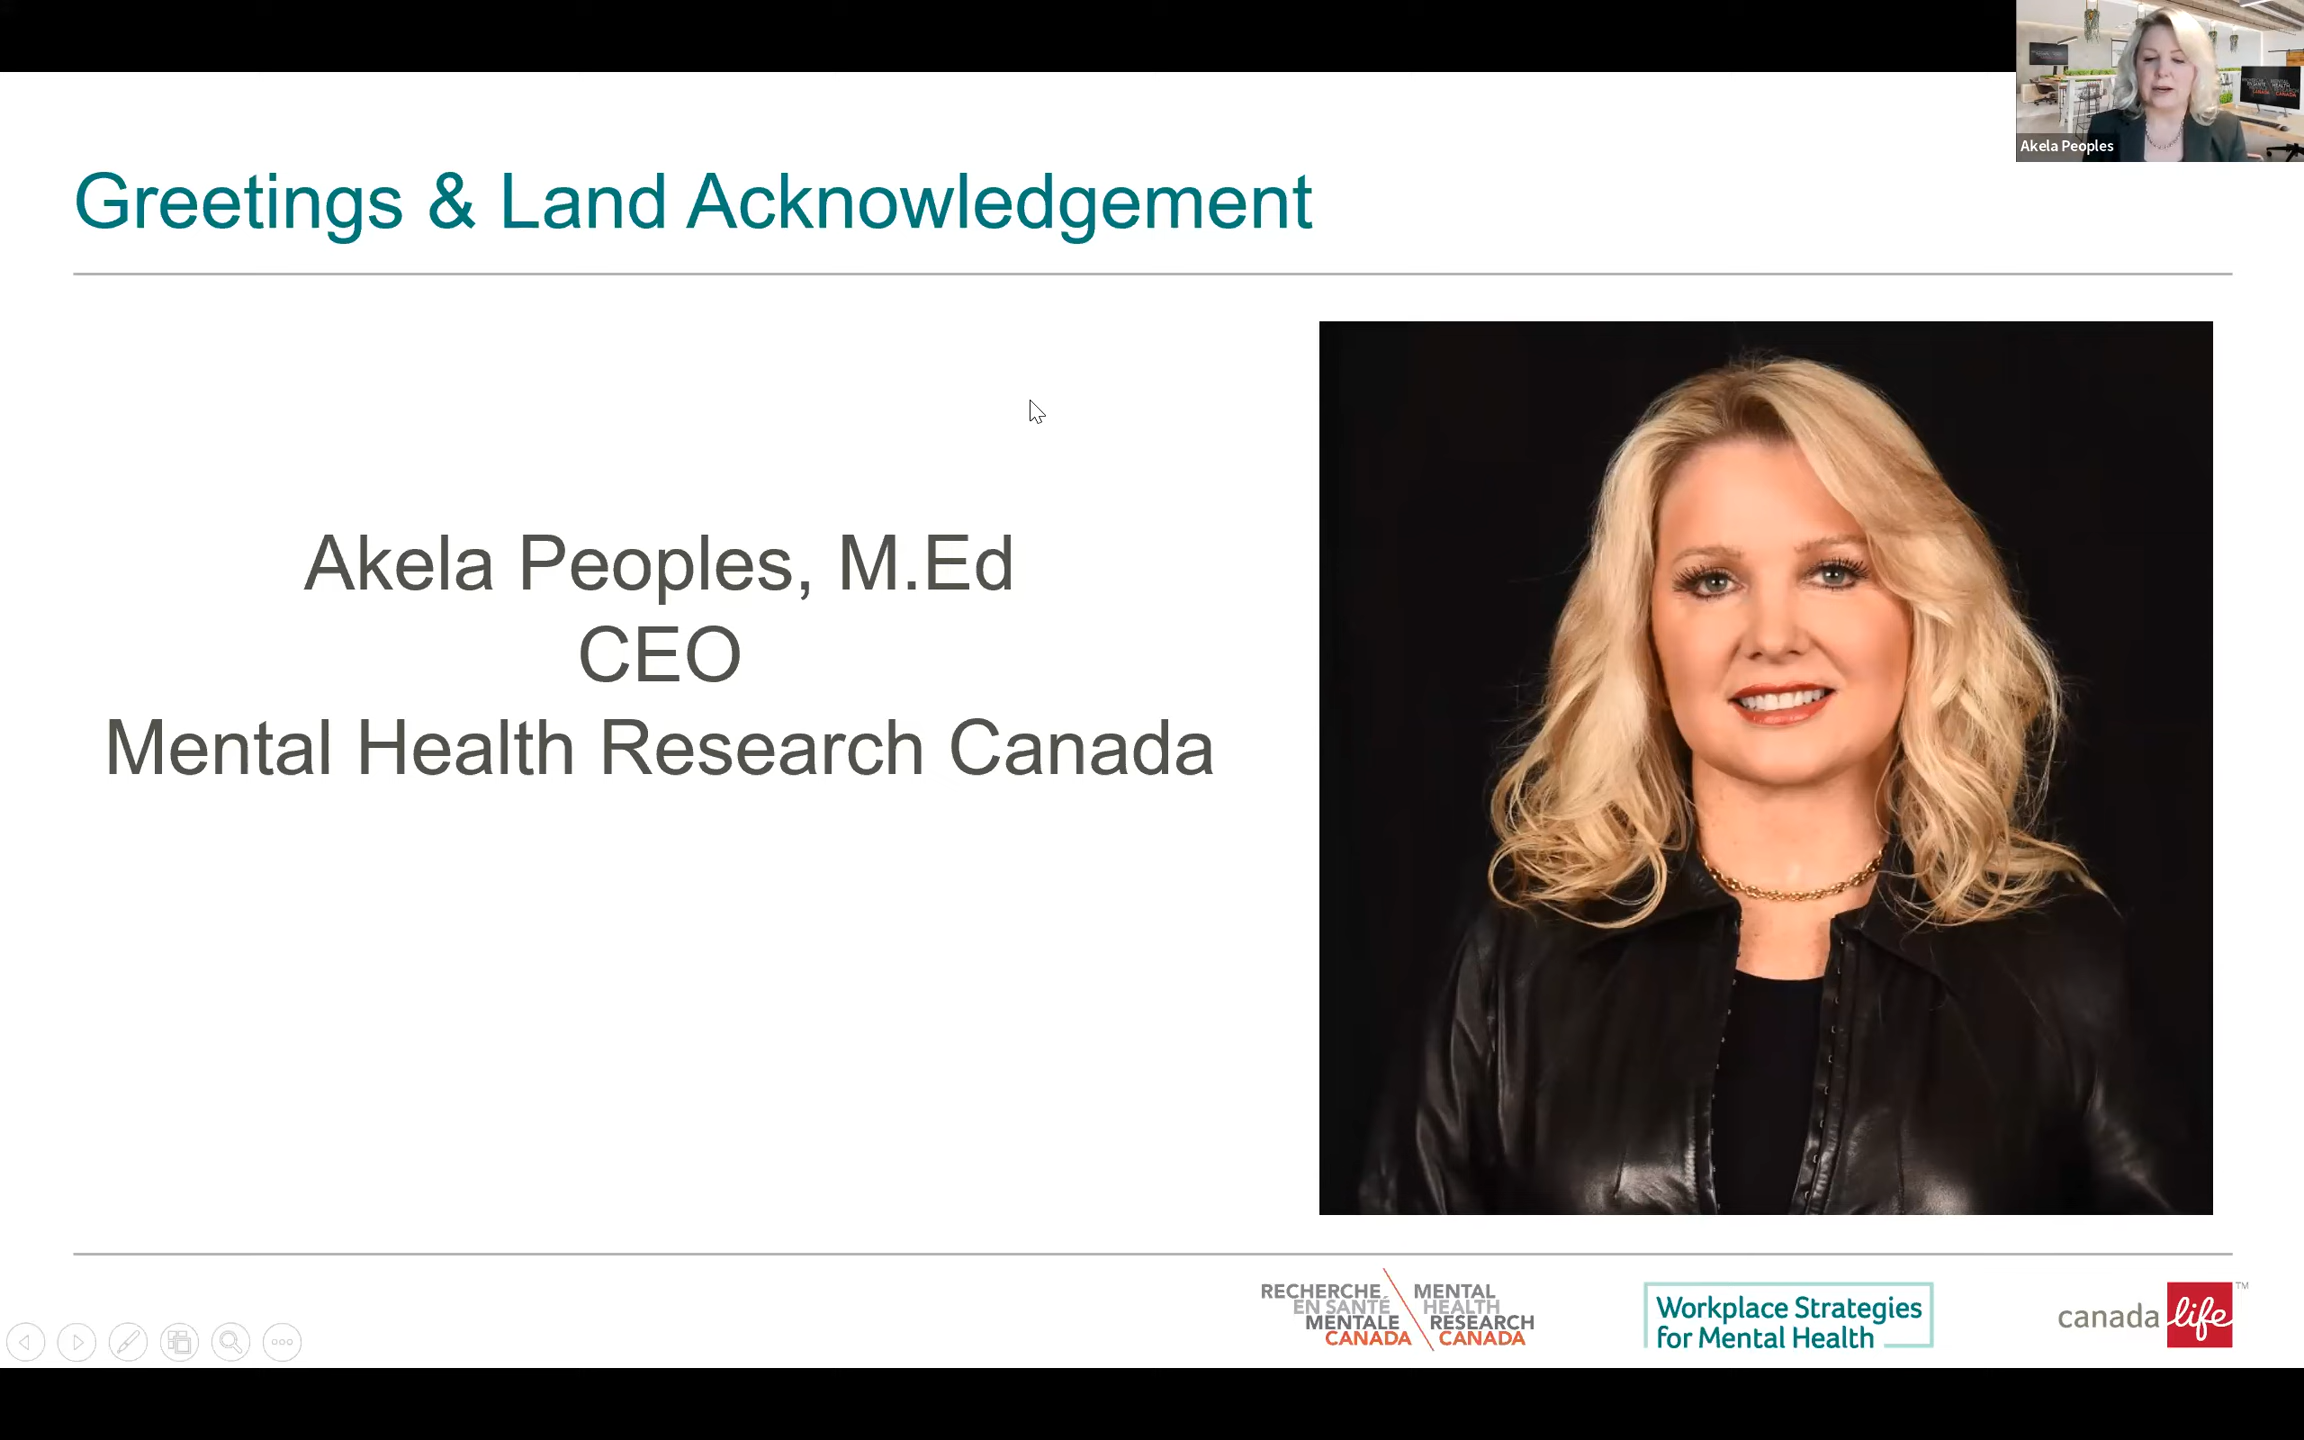 Akela Peoples
Greetings & Land Acknowledgement
Akela Peoples, M.Ed
CEO
Mental Health Research Canada
RECHERCHE
EN SANTÉ
MENTALE
CANADA
MENTAL
HEALTH
RESEARCH
CANADA
Workplace Strategies
for Mental Health
canada life™